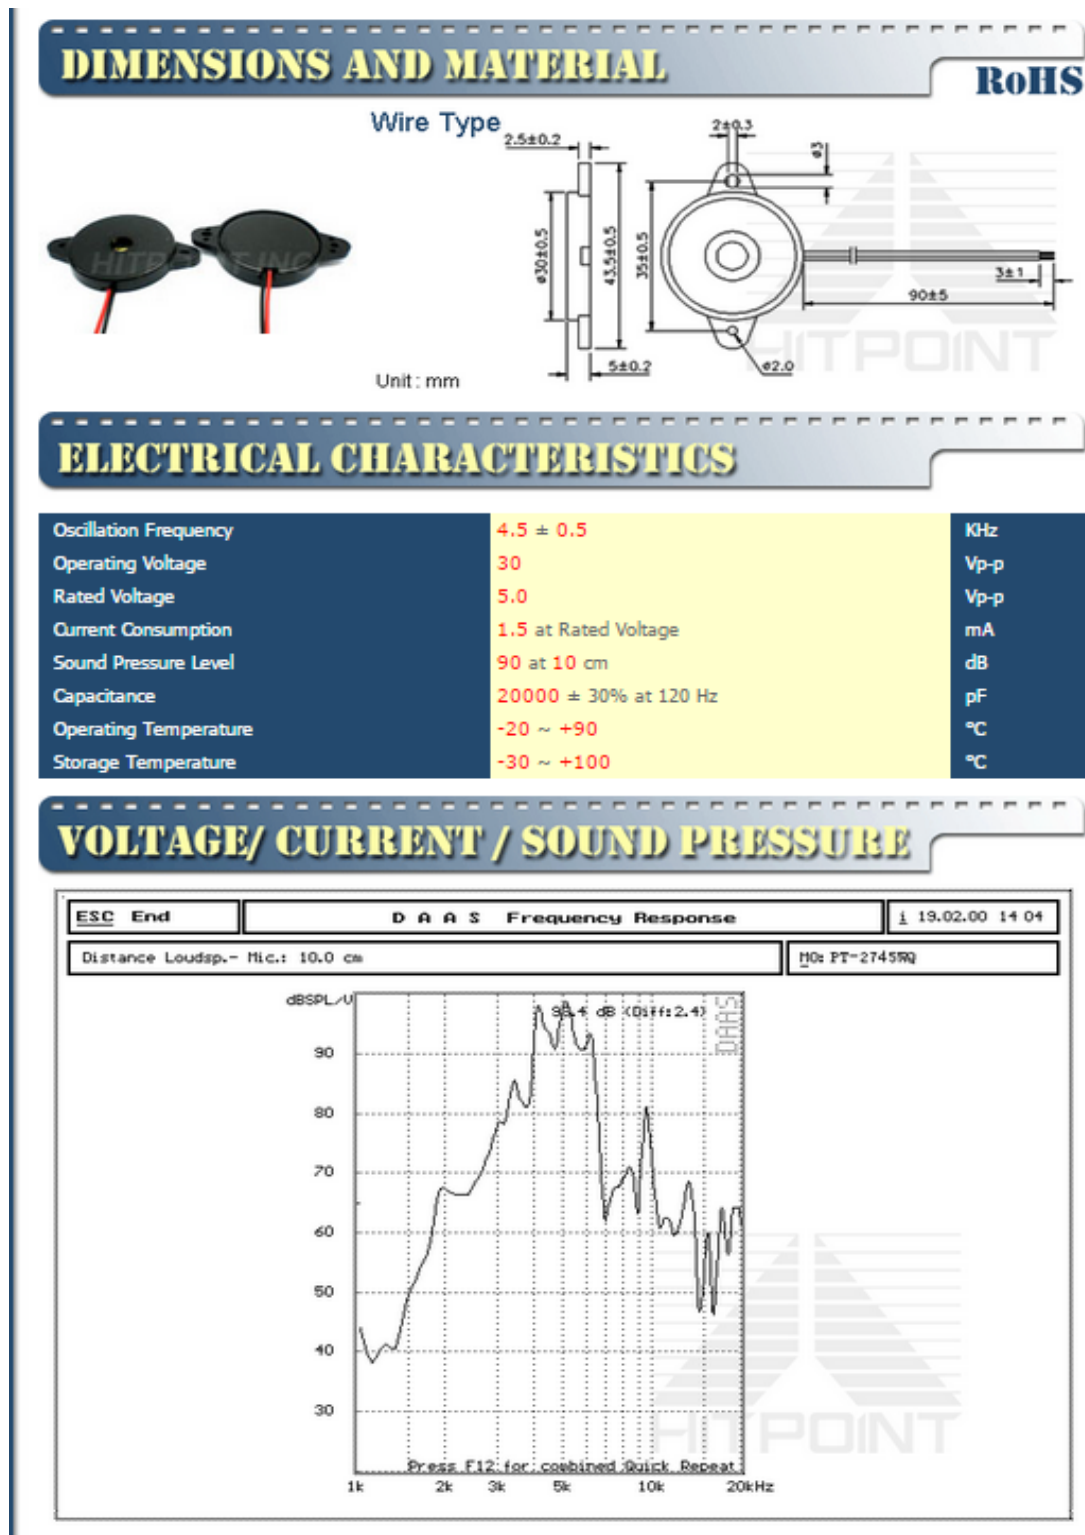 DIMENSIONS AND MATERIAL
RoHS
Wire Type
2.5±0.2
2±0.3
ø3
ø30±0.5
43.5±0.5
35±0.5
3±1
90±5
5±0.2
ø2.0
Unit : mm
HITPOINT INC
HITPOINT
ELECTRICAL CHARACTERISTICS
Oscillation Frequency 4.5 ± 0.5 KHz
Operating Voltage 30 Vp-p
Rated Voltage 5.0 Vp-p
Current Consumption 1.5 at Rated Voltage mA
Sound Pressure Level 90 at 10 cm dB
Capacitance 20000 ± 30% at 120 Hz pF
Operating Temperature -20 ~ +90 °C
Storage Temperature -30 ~ +100 °C
VOLTAGE/ CURRENT / SOUND PRESSURE
ESC End
D A A S Frequency Response
i 19.02.00 14 04
Distance Loudsp.- Mic.: 10.0 cm
MO: PT-2745WQ
dBSPL/V
dB (Diff:2.4)
DAAS
90
80
70
60
50
40
30
Press F12 for combined Quick Repeat
1k 2k 3k 5k 10k 20kHz
HITPOINT